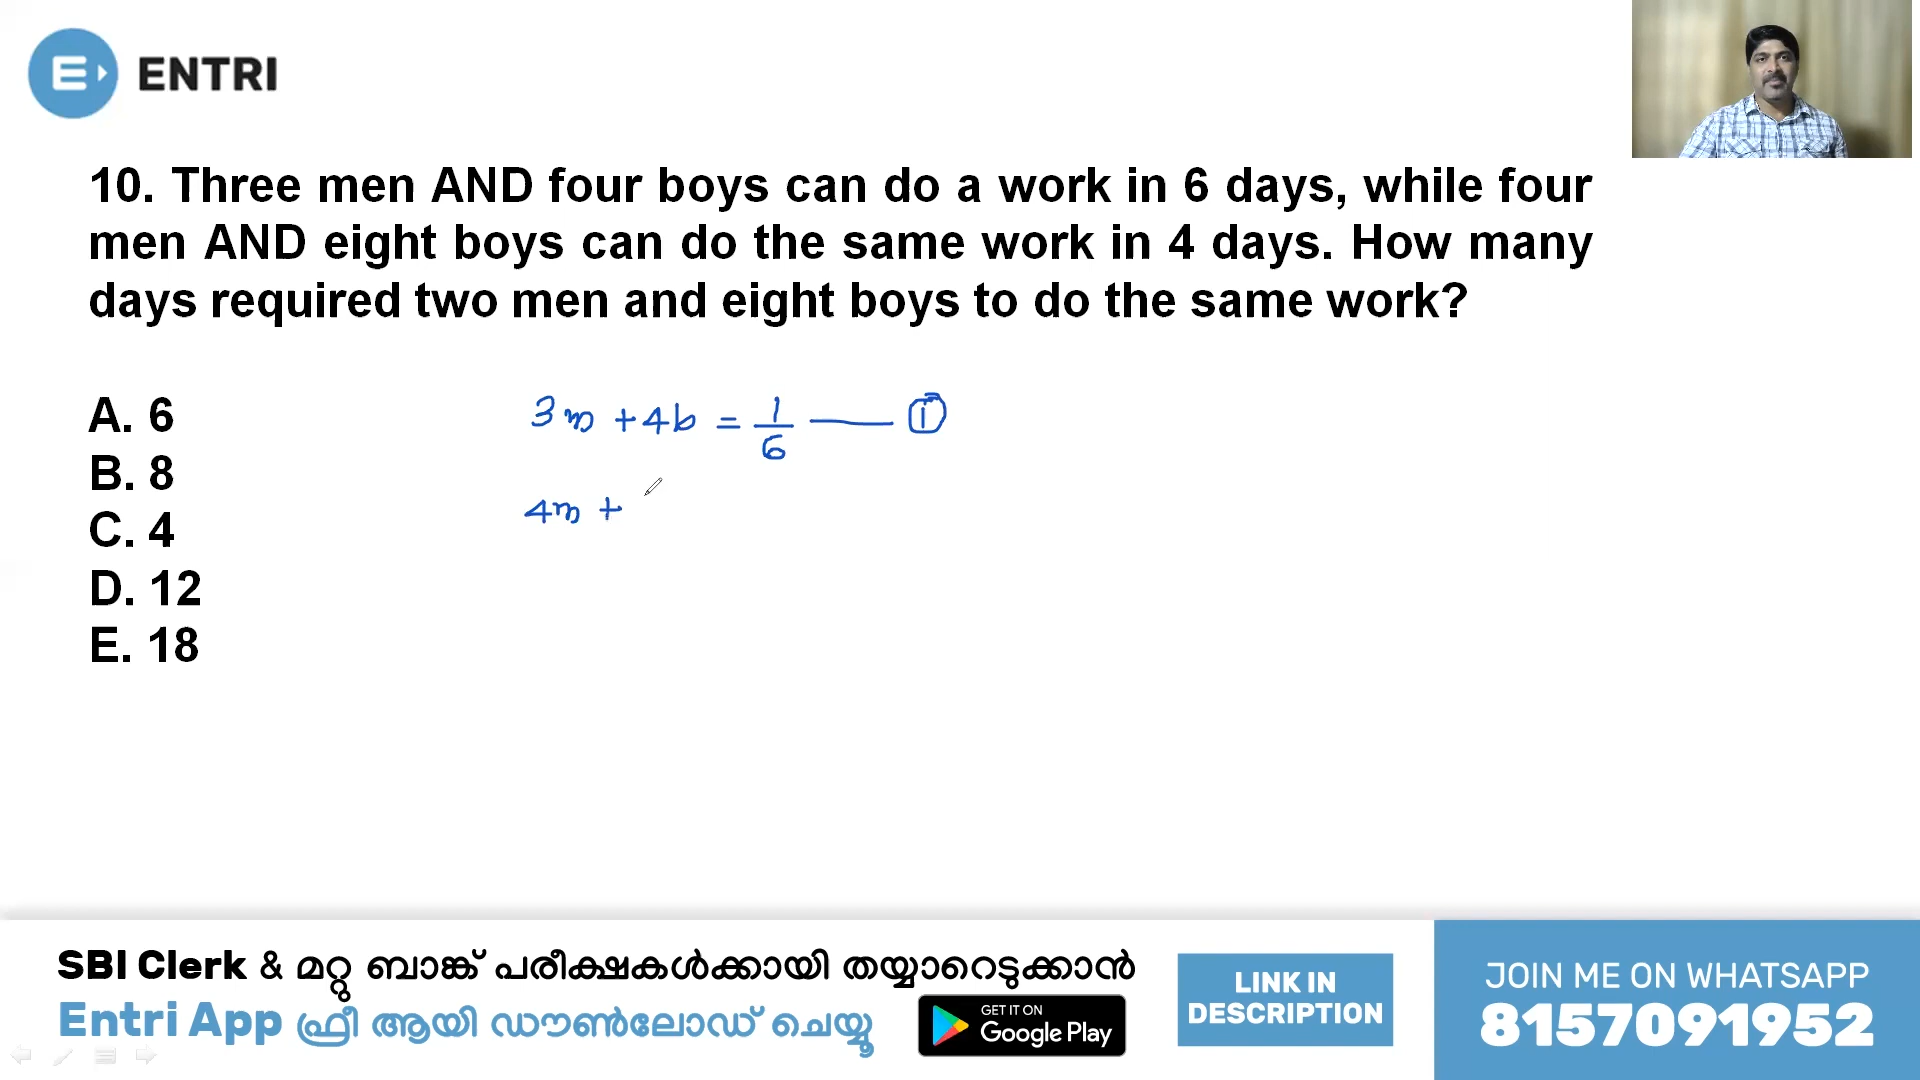 ENTRI
10. Three men AND four boys can do a work in 6 days, while four
men AND eight boys can do the same work in 4 days. How many
days required two men and eight boys to do the same work?
A. 6
B. 8
C. 4
D. 12
E. 18
3m + 4b = 1/6 —— ①
4m +
SBI Clerk & മറ്റു ബാങ്ക് പരീക്ഷകൾക്കായി തയ്യാറെടുക്കാൻ
Entri App ഫ്രീ ആയി ഡൗൺലോഡ് ചെയ്യൂ
GET IT ON
Google Play
LINK IN
DESCRIPTION
JOIN ME ON WHATSAPP
8157091952